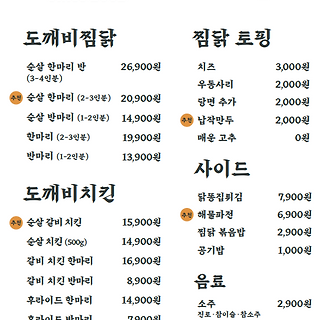 도깨비찜닭
순살 한마리 반 26,900원
(3-4인분)
추천 순살 한마리 (2-3인분) 20,900원
순살 반마리 (1-2인분) 14,900원
한마리 (2-3인분) 19,900원
반마리 (1-2인분) 13,900원
도깨비치킨
추천 순살 갈비 치킨 15,900원
순살 치킨 (500g) 14,900원
갈비 치킨 한마리 16,900원
갈비 치킨 반마리 8,900원
후라이드 한마리 14,900원
후라이드 반마리 7,900원
찜닭 토핑
치즈 3,000원
우동사리 2,000원
당면 추가 2,000원
추천 납작만두 2,000원
매운 고추 0원
사이드
닭똥집튀김 7,900원
추천 해물파전 6,900원
찜닭 볶음밥 2,900원
공기밥 1,000원
음료
소주 2,900원
진로·참이슬·참소주